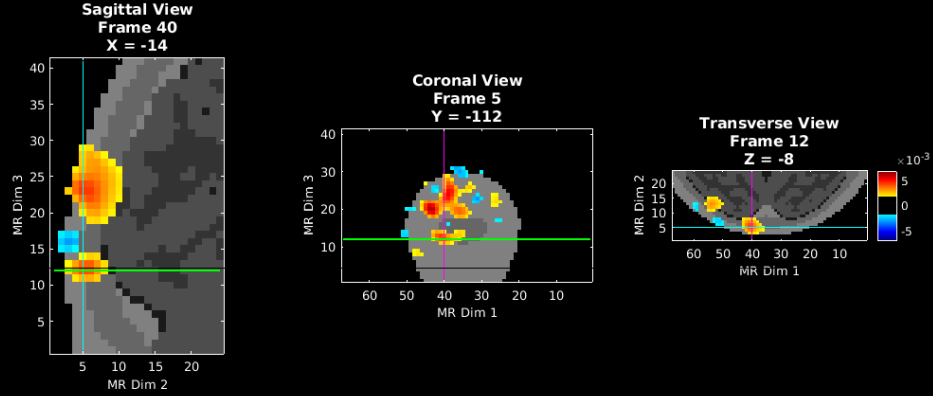 Sagittal View
Frame 40
X = -14
40
35
30
25
20
15
10
5
MR Dim 3
5 10 15 20
MR Dim 2
Coronal View
Frame 5
Y = -112
40
30
20
10
MR Dim 3
60 50 40 30 20 10
MR Dim 1
Transverse View
Frame 12
Z = -8
20
15
10
5
MR Dim 2
60 50 40 30 20 10
MR Dim 1
×10⁻³
5
0
-5